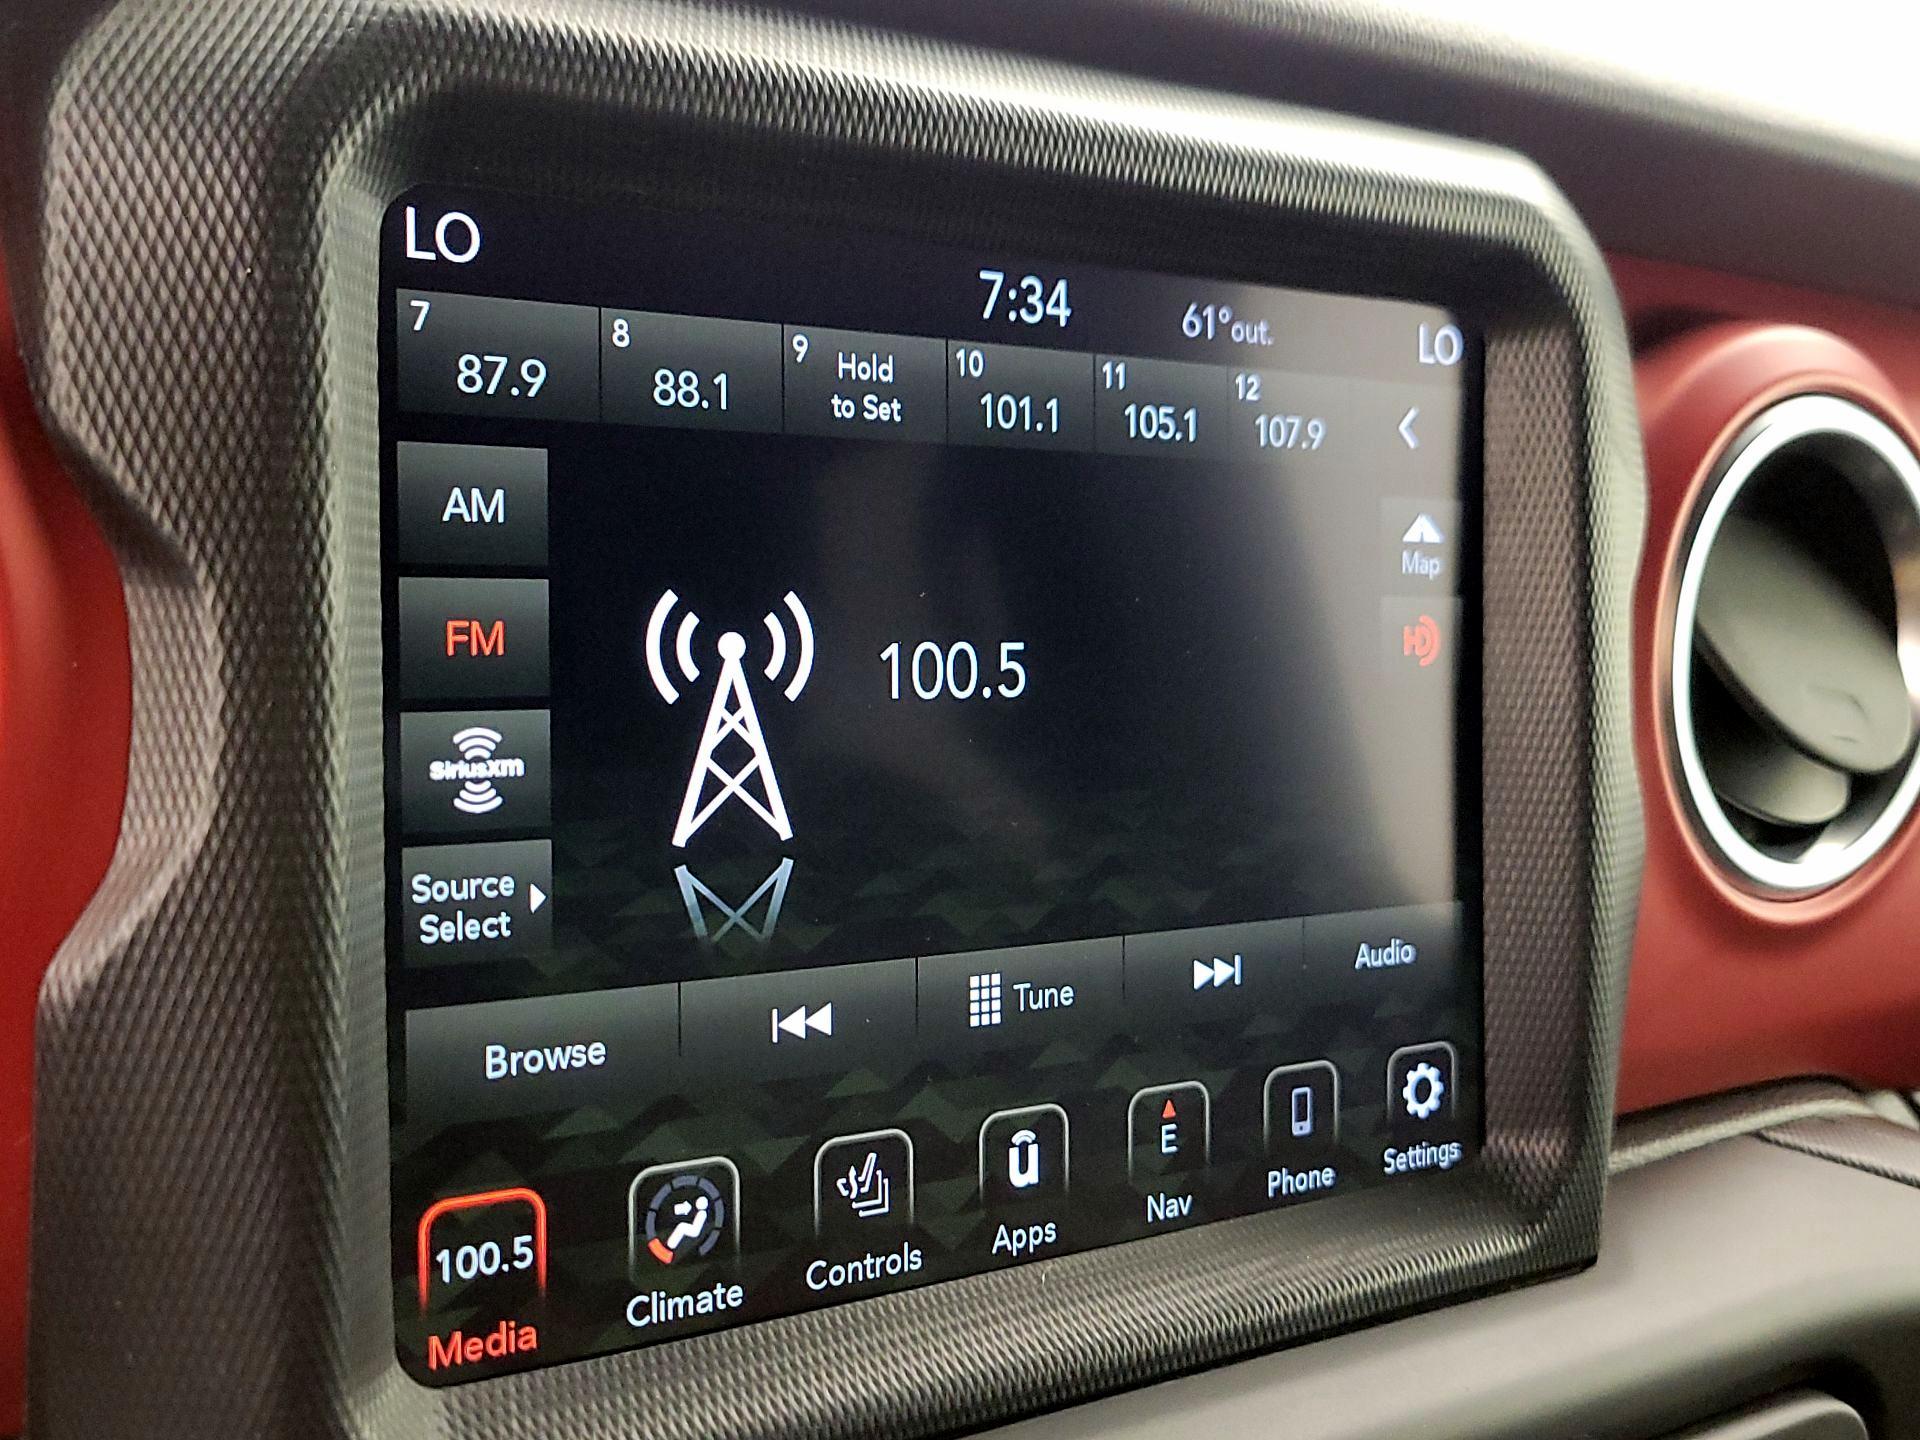 LO
7:34
61° out.
LO
7
87.9
8
88.1
9
Hold
to Set
10
101.1
11
105.1
12
107.9
AM
FM
SiriusXm
Source
Select
100.5
Map
HD
Browse
Tune
Audio
100.5
Media
Climate
Controls
u
Apps
E
Nav
Phone
Settings